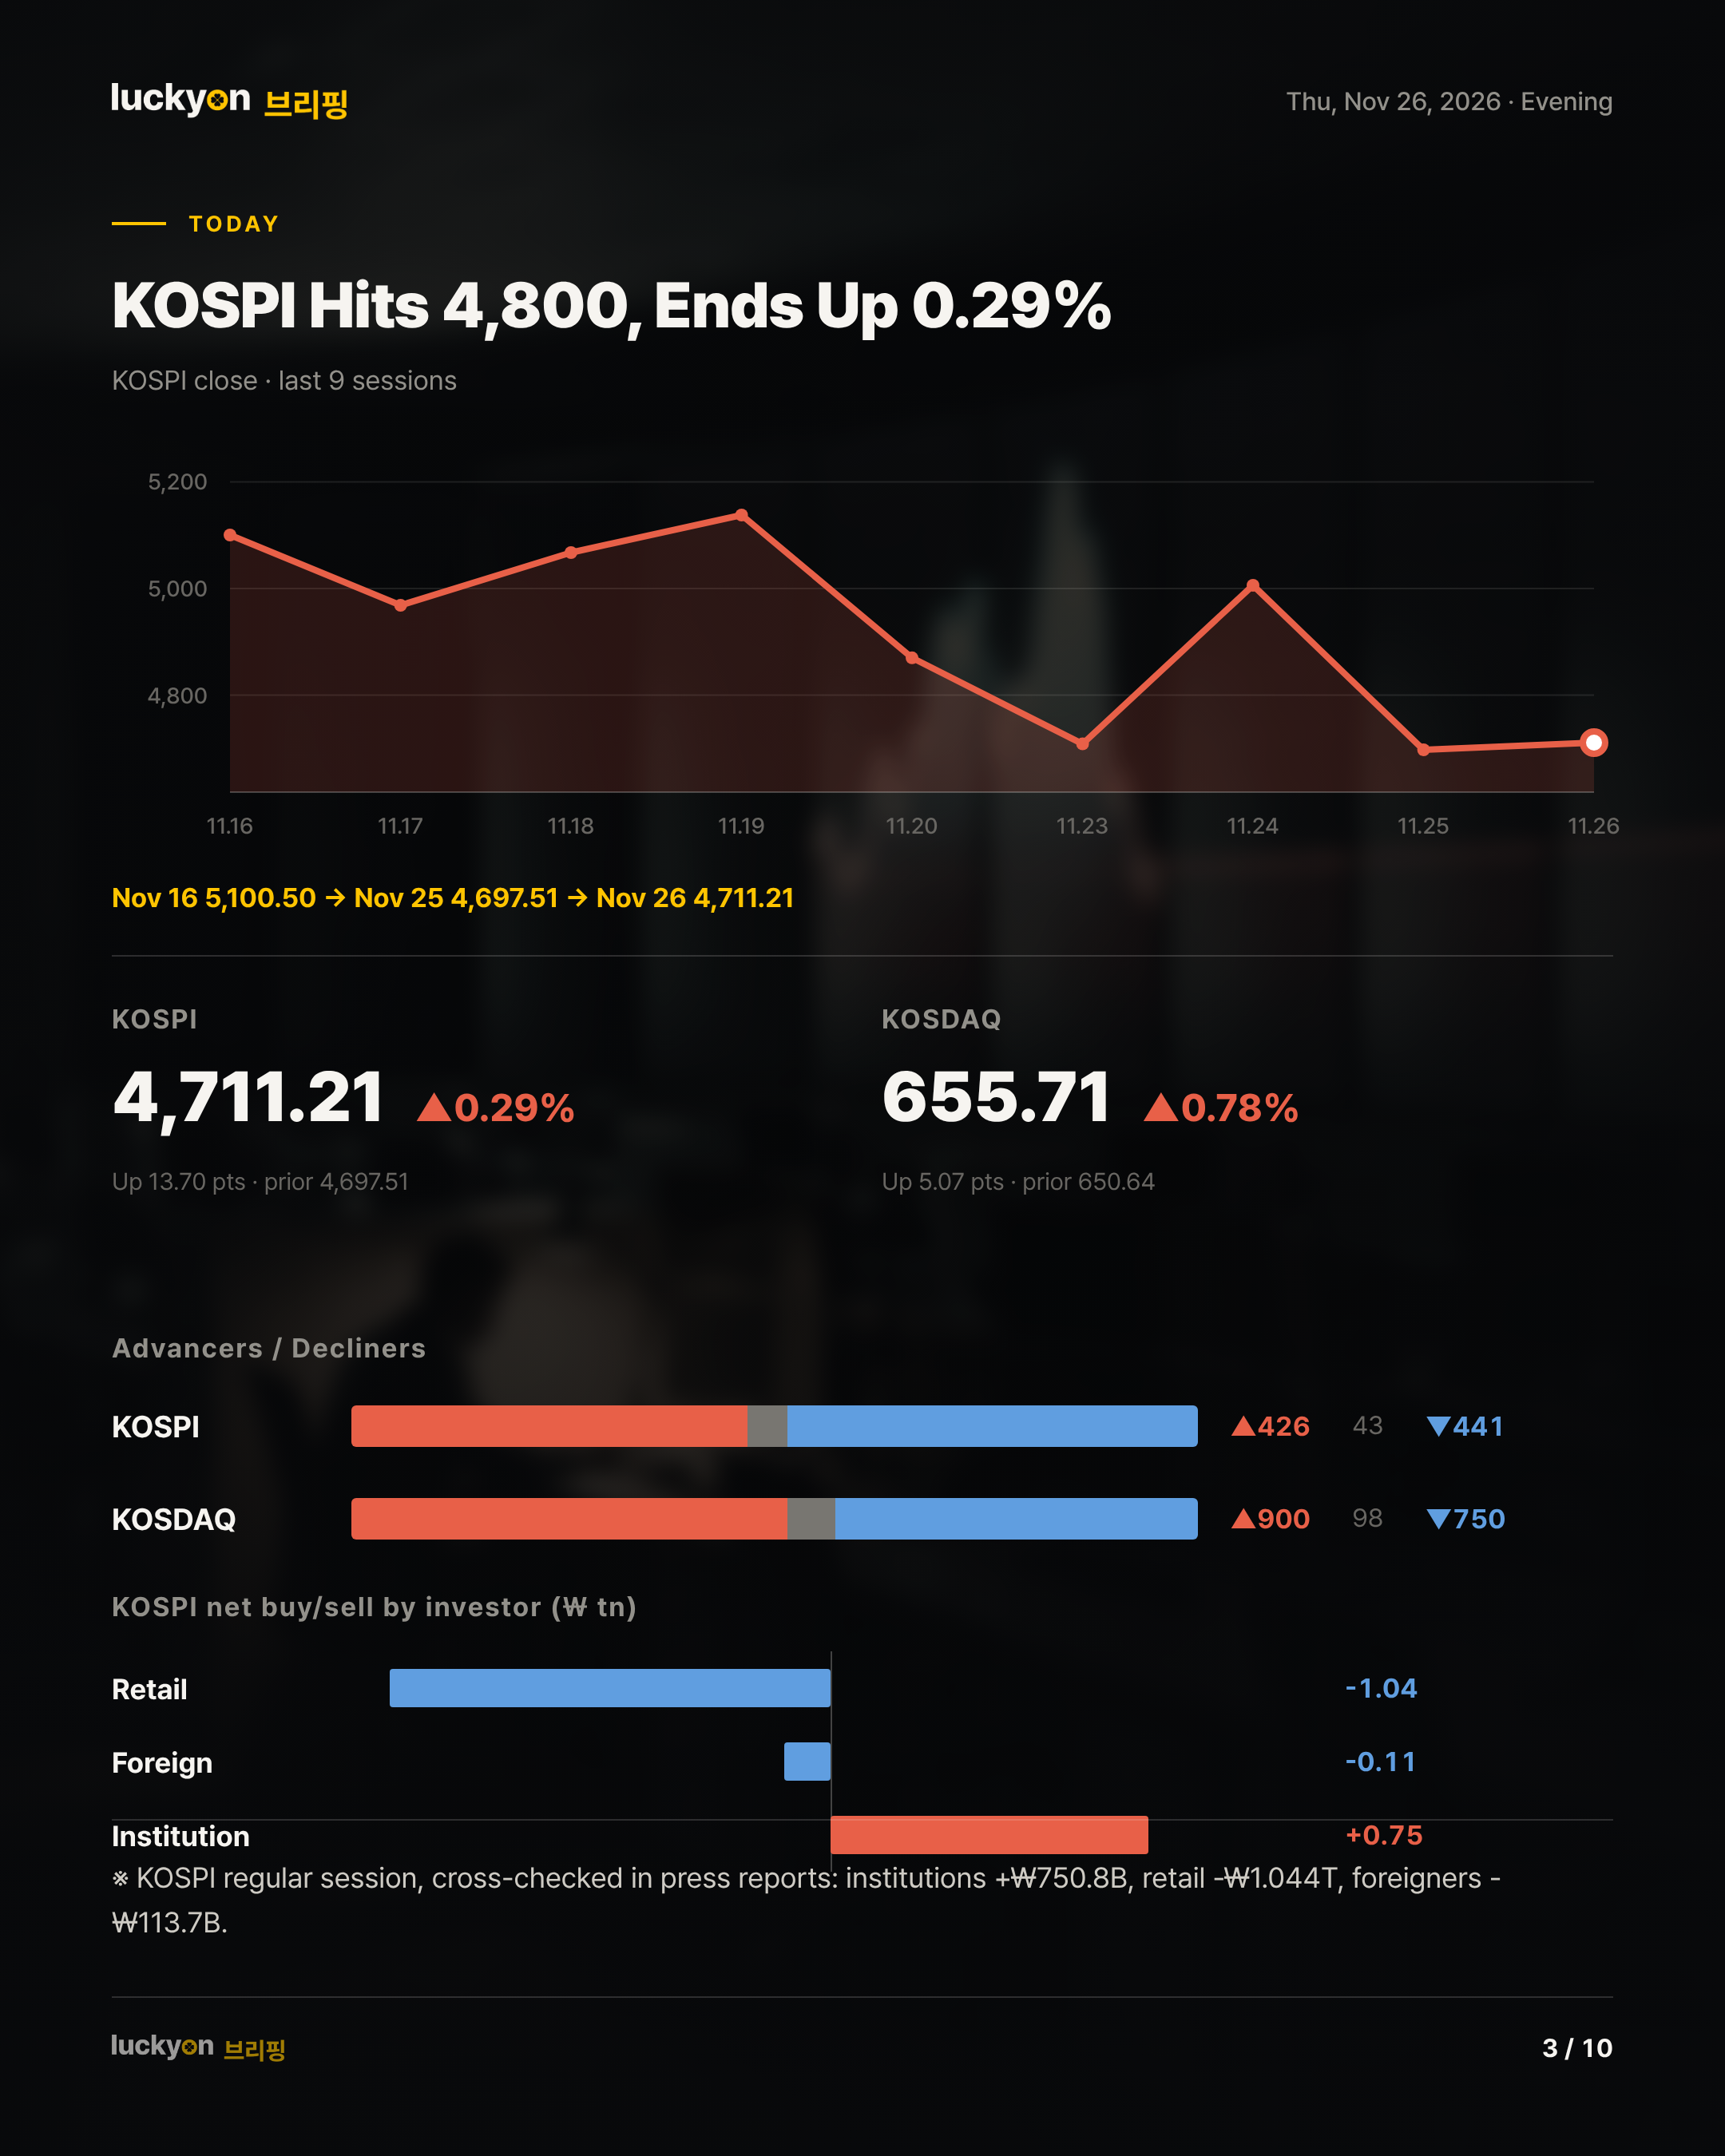 luckyon 브리핑
Thu, Nov 26, 2026 · Evening
TODAY
KOSPI Hits 4,800, Ends Up 0.29%
KOSPI close · last 9 sessions
5,200
5,000
4,800
11.16 11.17 11.18 11.19 11.20 11.23 11.24 11.25 11.26
Nov 16 5,100.50 → Nov 25 4,697.51 → Nov 26 4,711.21
KOSPI KOSDAQ
4,711.21 ▲0.29% 655.71 ▲0.78%
Up 13.70 pts · prior 4,697.51 Up 5.07 pts · prior 650.64
Advancers / Decliners
KOSPI ▲426 43 ▼441
KOSDAQ ▲900 98 ▼750
KOSPI net buy/sell by investor (₩ tn)
Retail -1.04
Foreign -0.11
Institution +0.75
※ KOSPI regular session, cross-checked in press reports: institutions +₩750.8B, retail -₩1.044T, foreigners -
₩113.7B.
luckyon 브리핑
3 / 10